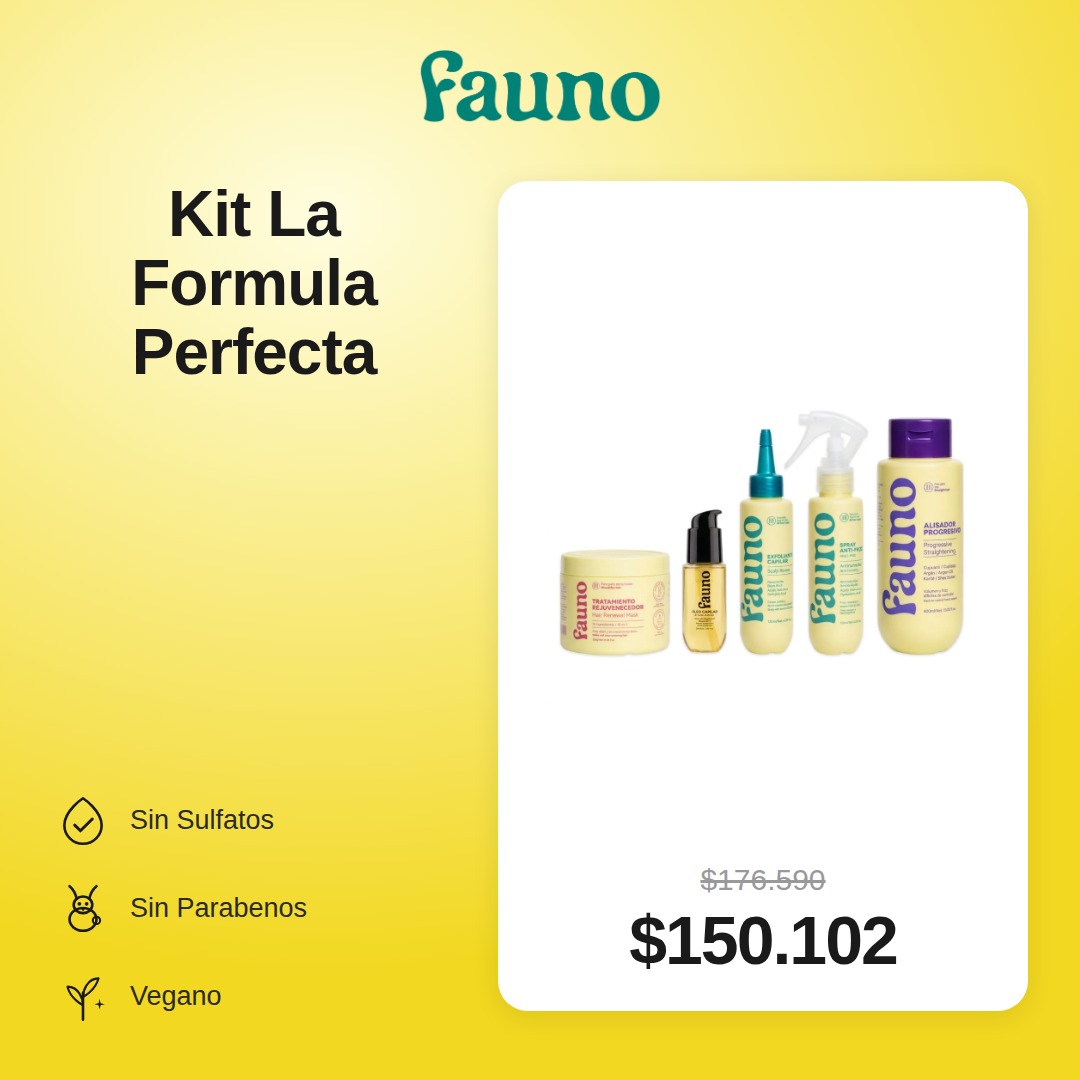 fauno
Kit La
Formula
Perfecta
fauno
TRATAMIENTO
REJUVENECEDOR
Hair Renewal Mask
fauno
fauno
EXFOLIANTE
CAPILAR
fauno
SPRAY
ANTI-FRIZZ
fauno
ALISADOR
PROGRESIVO
Progressive
Straightening
Sin Sulfatos
Sin Parabenos
Vegano
$176.590
$150.102